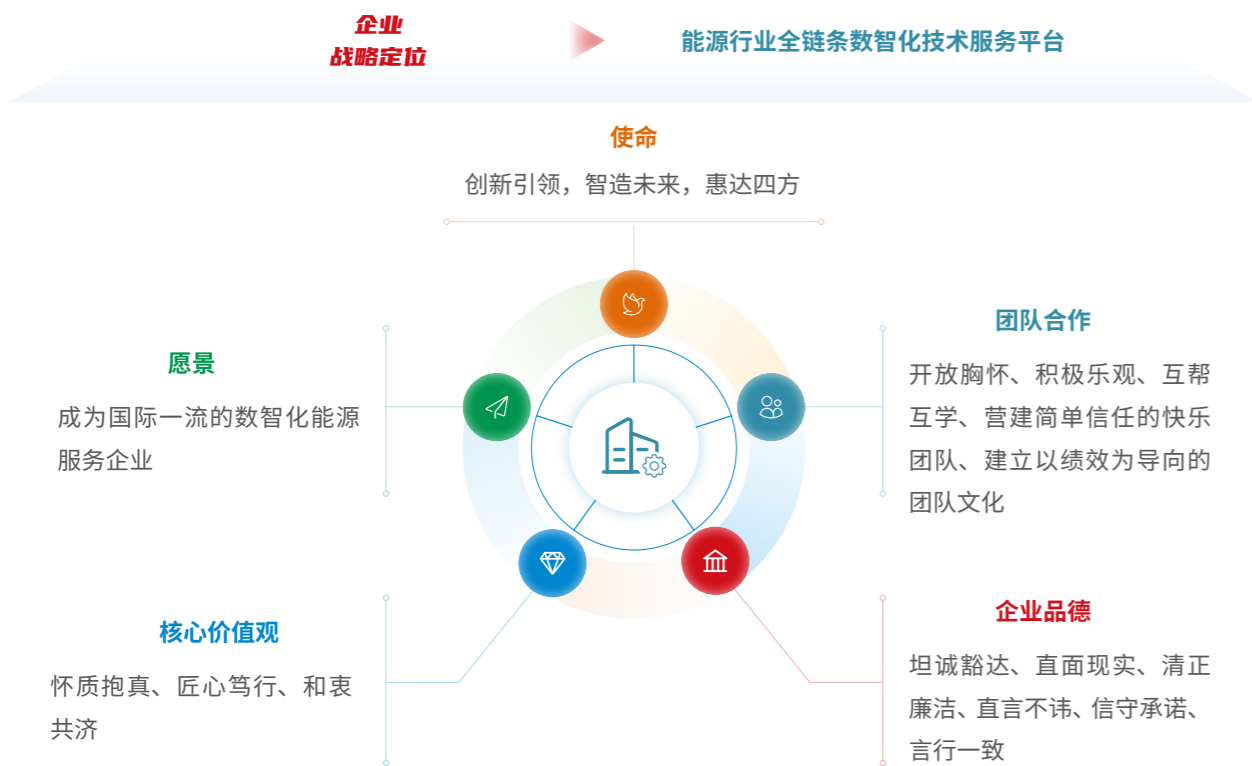 企业
战略定位
能源行业全链条数智化技术服务平台
使命
创新引领，智造未来，惠达四方
愿景
成为国际一流的数智化能源
服务企业
团队合作
开放胸怀、积极乐观、互帮
互学、营建简单信任的快乐
团队、建立以绩效为导向的
团队文化
核心价值观
怀质抱真、匠心笃行、和衷
共济
企业品德
坦诚豁达、直面现实、清正
廉洁、直言不讳、信守承诺、
言行一致